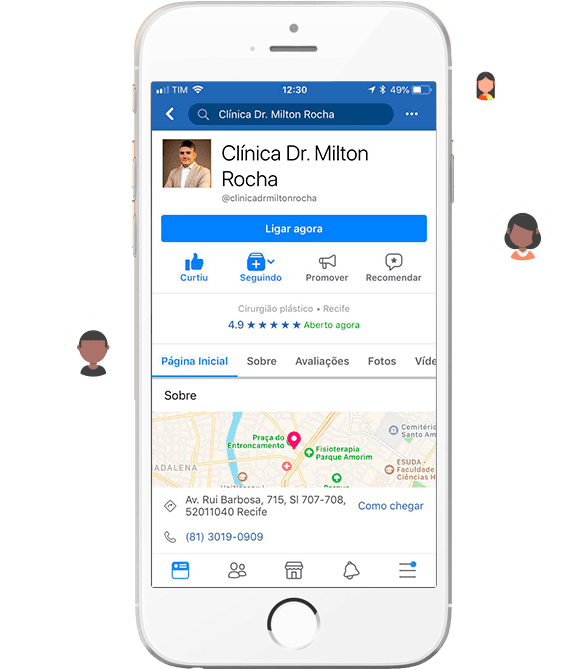 TIM 12:30 49%
Clínica Dr. Milton Rocha
Clínica Dr. Milton
Rocha
@clinicadrmiltonrocha
Ligar agora
Curtiu Seguindo Promover Recomendar
Cirurgião plástico • Recife
4.9 ★★★★★ Aberto agora
Página Inicial Sobre Avaliações Fotos Víde
Sobre
Cemitério
Santo Am
Praça do
Entroncamento
Fisioterapia
Parque Amorim
ADALENA
ESUDA -
Faculdade
Ciências H
Av. Rui Barbosa, 715, Sl 707-708,
52011040 Recife
Como chegar
(81) 3019-0909